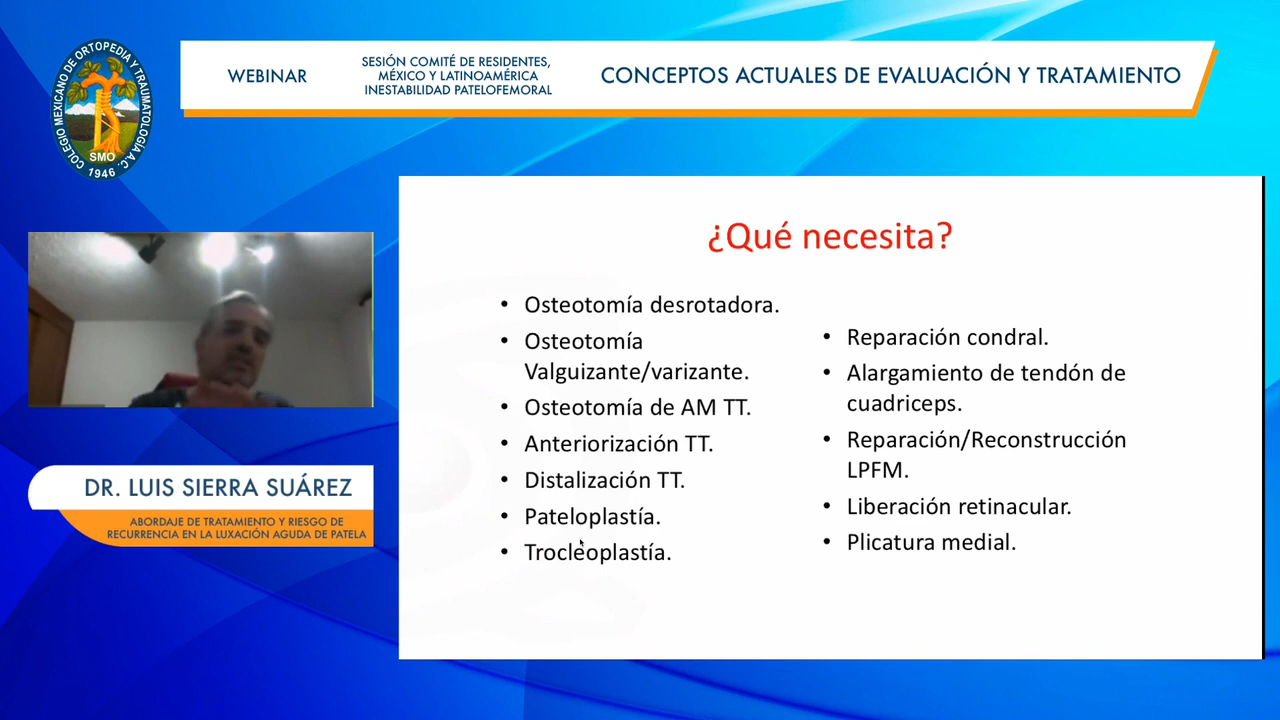 COLEGIO MEXICANO DE ORTOPEDIA Y TRAUMATOLOGIA A.C.
SMO
1946
WEBINAR
SESIÓN COMITÉ DE RESIDENTES,
MÉXICO Y LATINOAMÉRICA
INESTABILIDAD PATELOFEMORAL
CONCEPTOS ACTUALES DE EVALUACIÓN Y TRATAMIENTO
DR. LUIS SIERRA SUÁREZ
ABORDAJE DE TRATAMIENTO Y RIESGO DE
RECURRENCIA EN LA LUXACIÓN AGUDA DE PATELA
¿Qué necesita?
• Osteotomía desrotadora.
• Osteotomía
Valguizante/varizante.
• Osteotomía de AM TT.
• Anteriorización TT.
• Distalización TT.
• Pateloplastía.
• Trocleoplastía.
• Reparación condral.
• Alargamiento de tendón de
cuadriceps.
• Reparación/Reconstrucción
LPFM.
• Liberación retinacular.
• Plicatura medial.